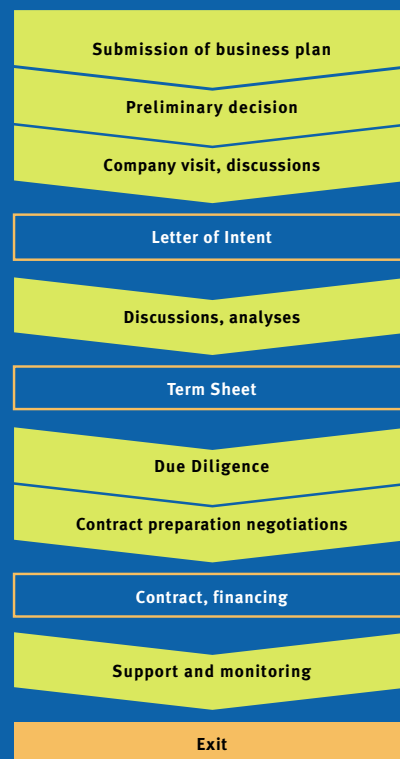 Submission of business plan
Preliminary decision
Company visit, discussions
Letter of Intent
Discussions, analyses
Term Sheet
Due Diligence
Contract preparation negotiations
Contract, financing
Support and monitoring
Exit